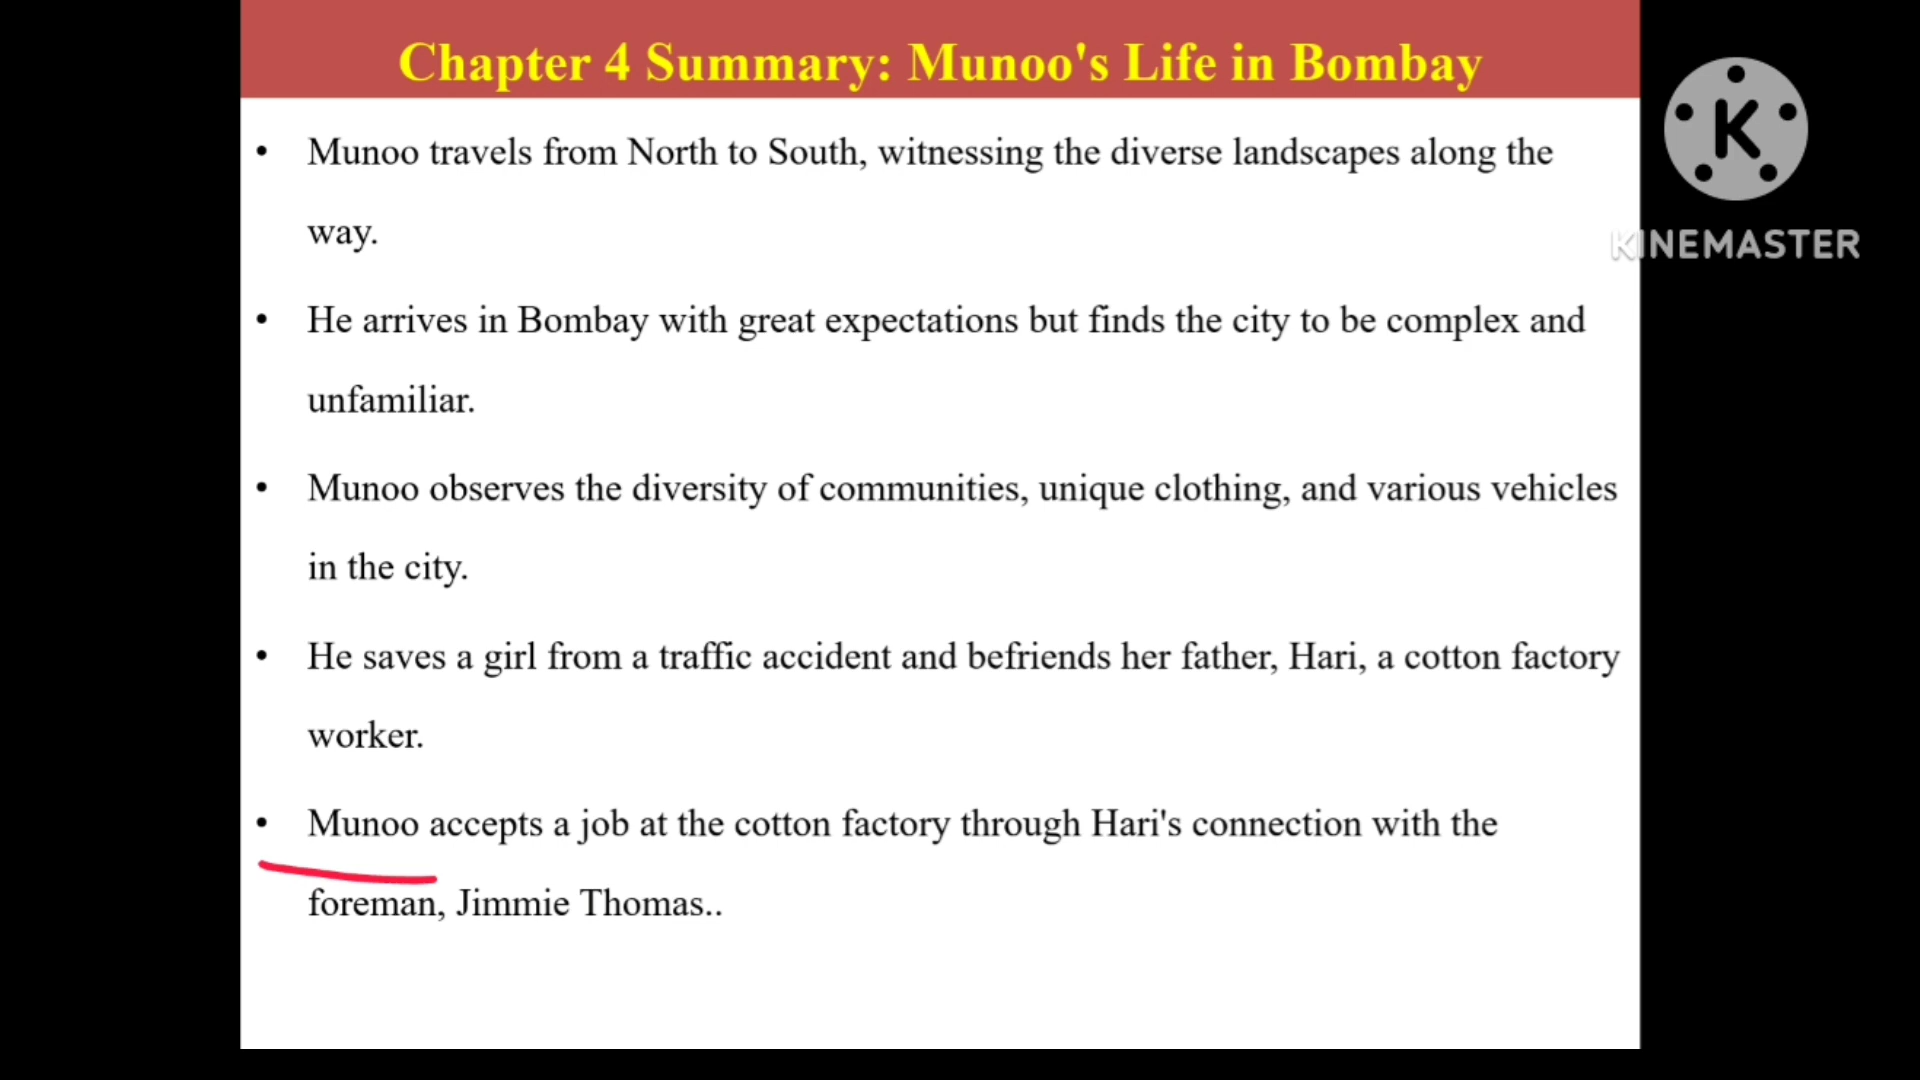 Chapter 4 Summary: Munoo's Life in Bombay
• Munoo travels from North to South, witnessing the diverse landscapes along the
way.
• He arrives in Bombay with great expectations but finds the city to be complex and
unfamiliar.
• Munoo observes the diversity of communities, unique clothing, and various vehicles
in the city.
• He saves a girl from a traffic accident and befriends her father, Hari, a cotton factory
worker.
• Munoo accepts a job at the cotton factory through Hari's connection with the
foreman, Jimmie Thomas..
K
KINEMASTER